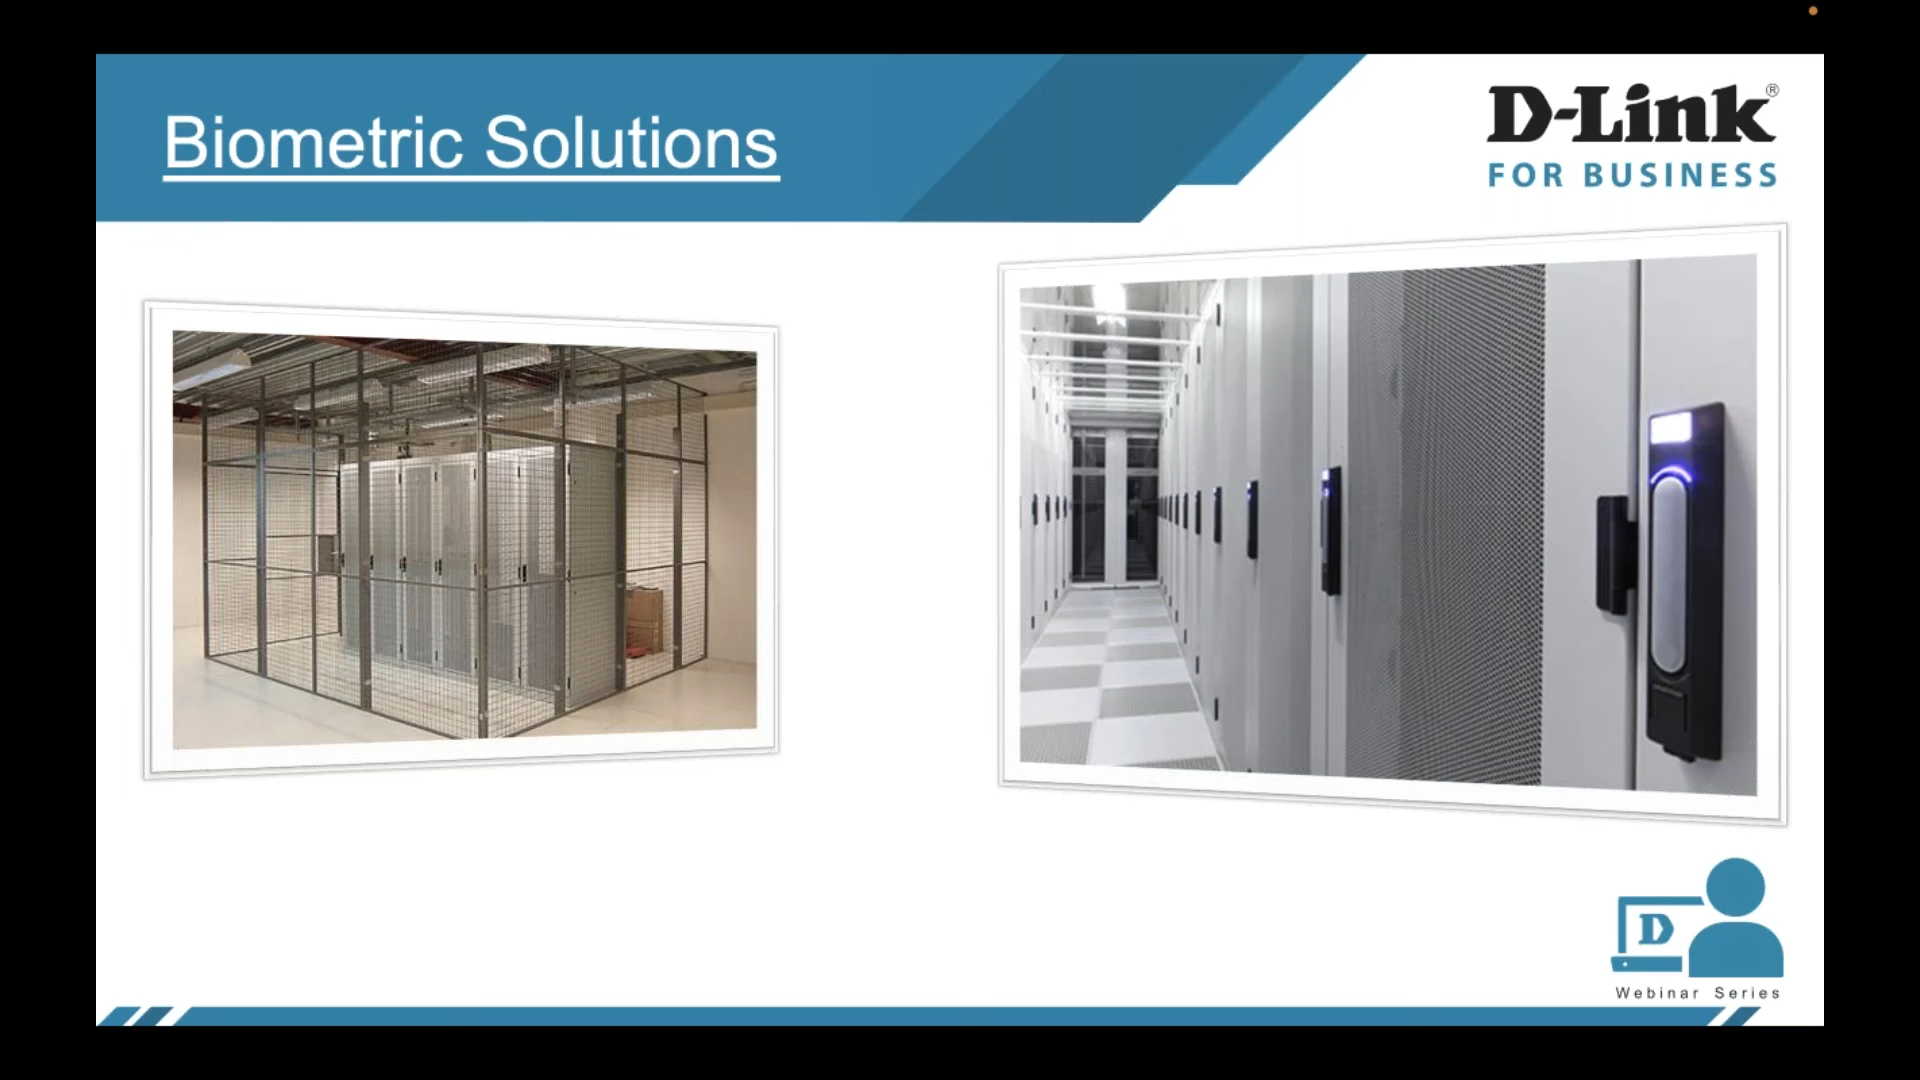 Biometric Solutions
D-Link®
FOR BUSINESS
D
Webinar Series